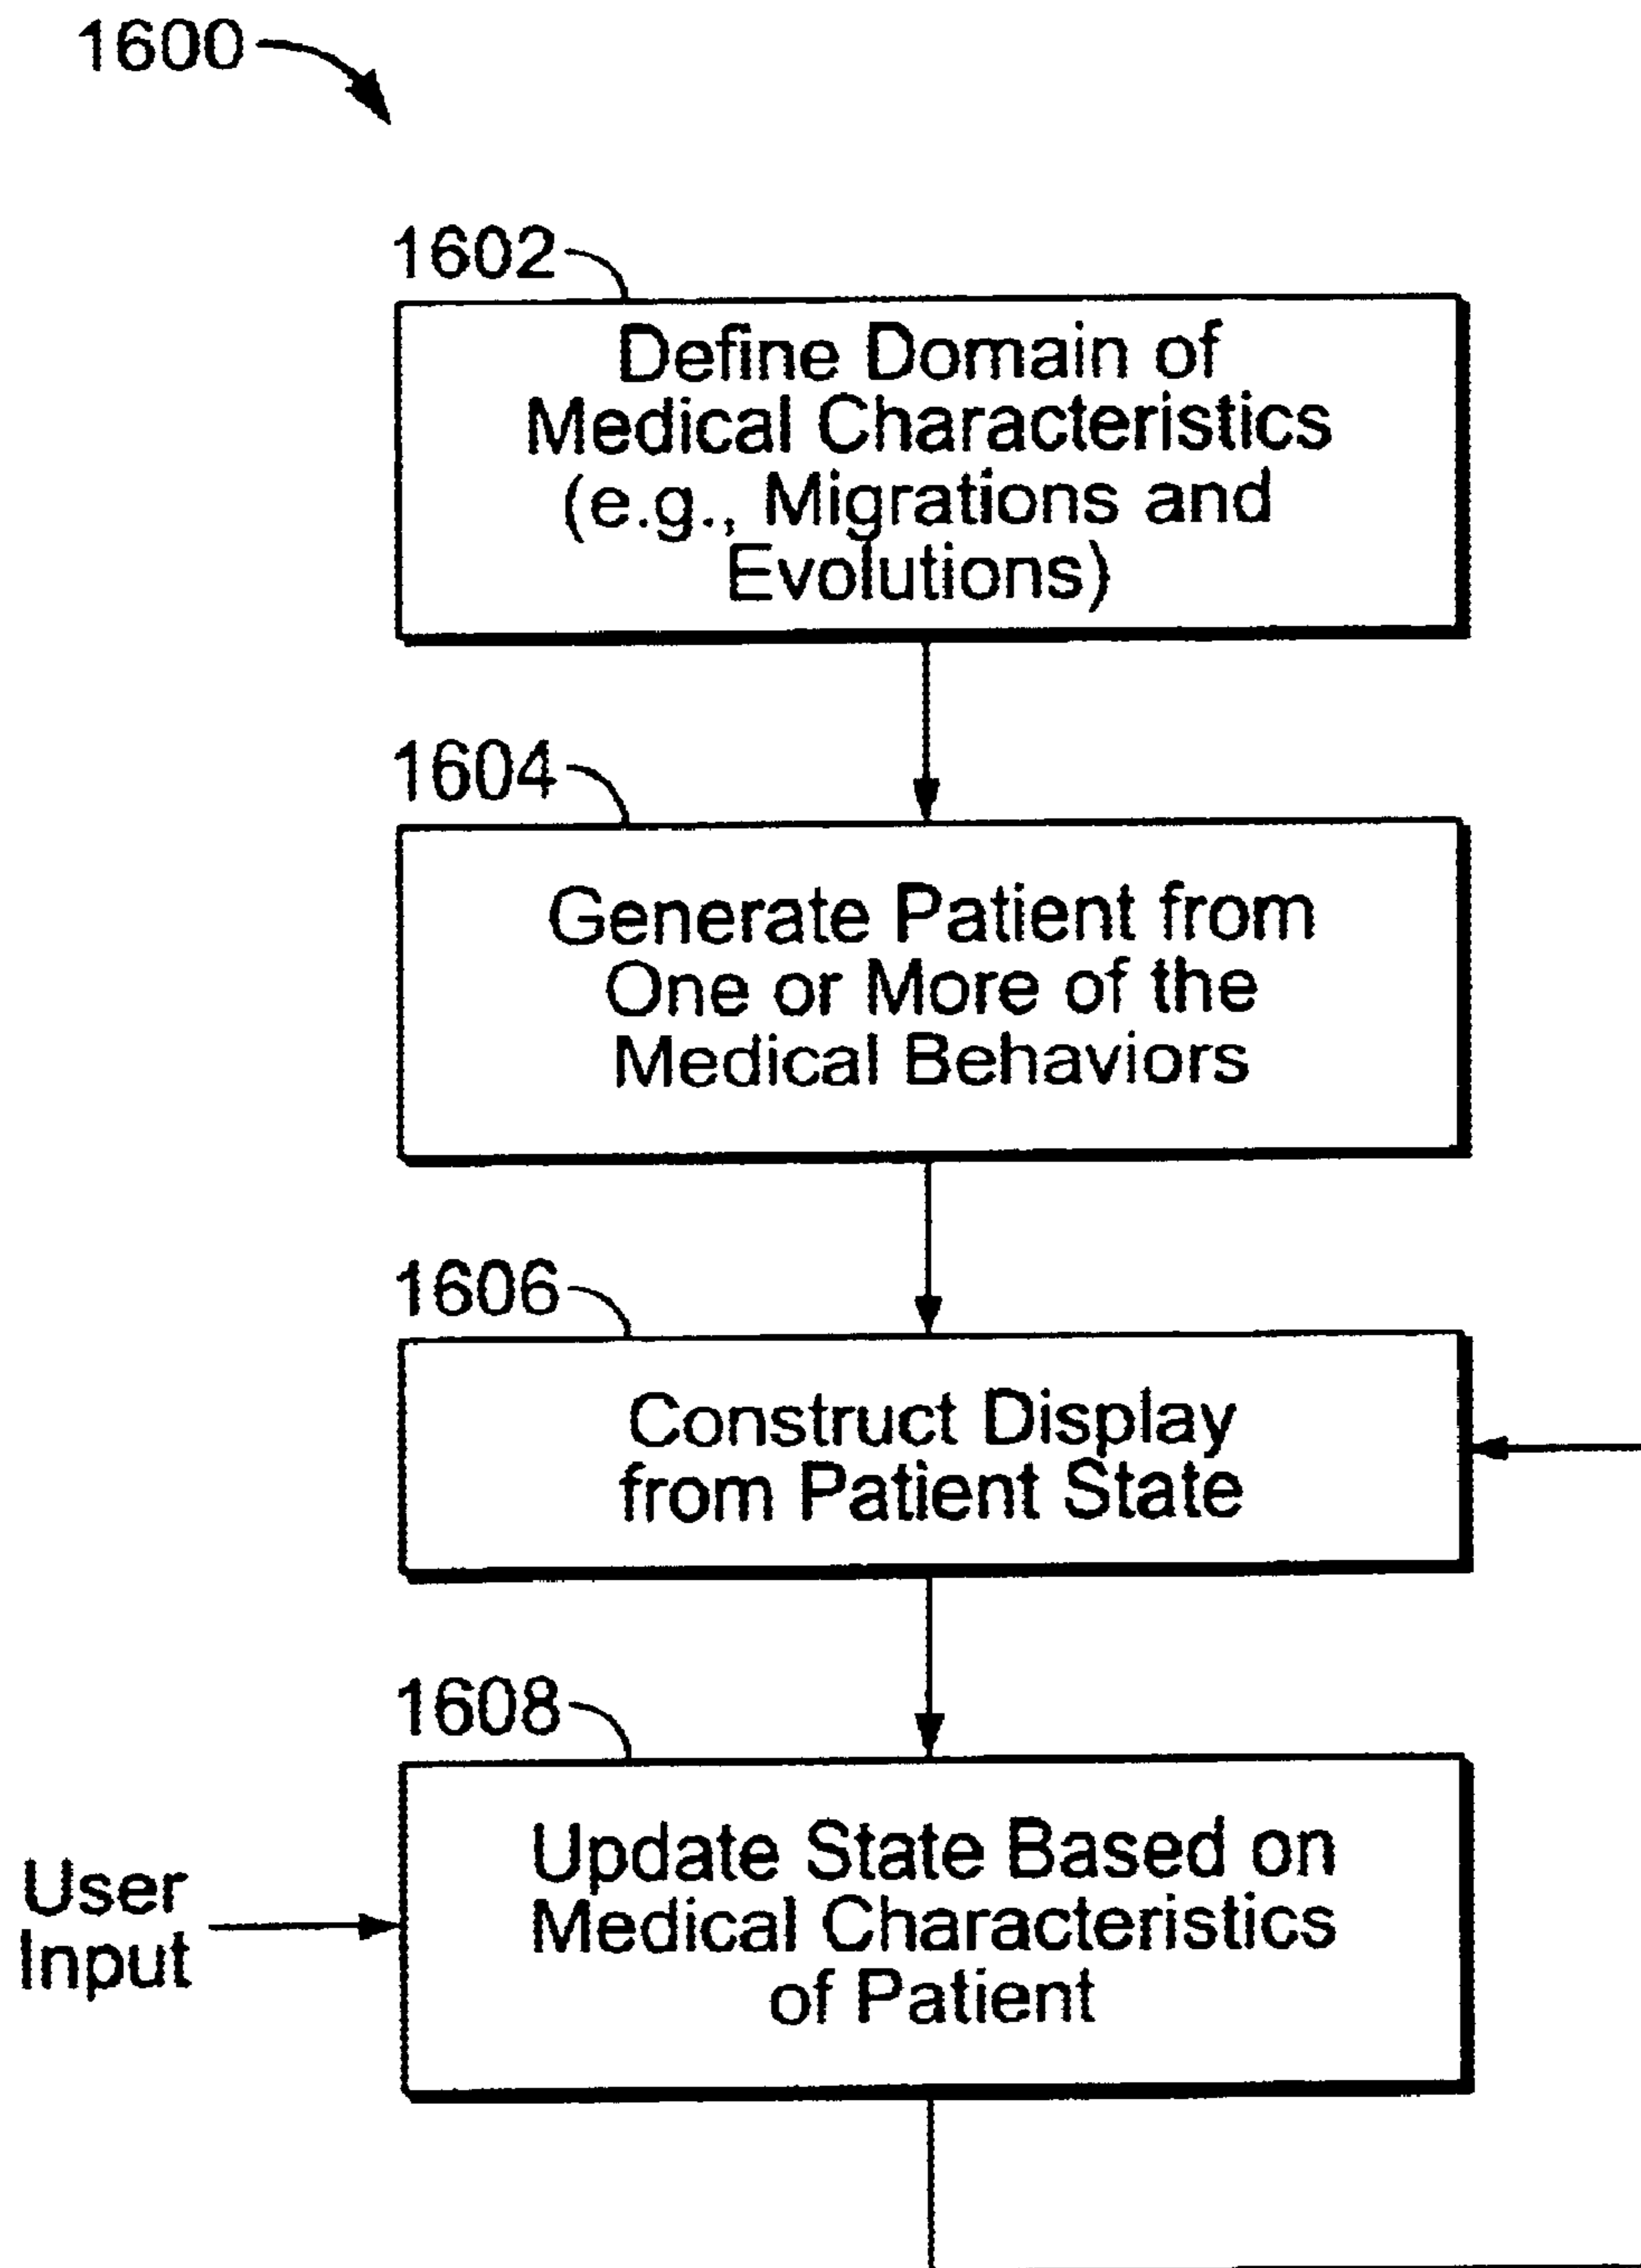 1600
1602
Define Domain of
Medical Characteristics
(e.g., Migrations and
Evolutions)
1604
Generate Patient from
One or More of the
Medical Behaviors
1606
Construct Display
from Patient State
1608
Update State Based on
Medical Characteristics
of Patient
User
Input